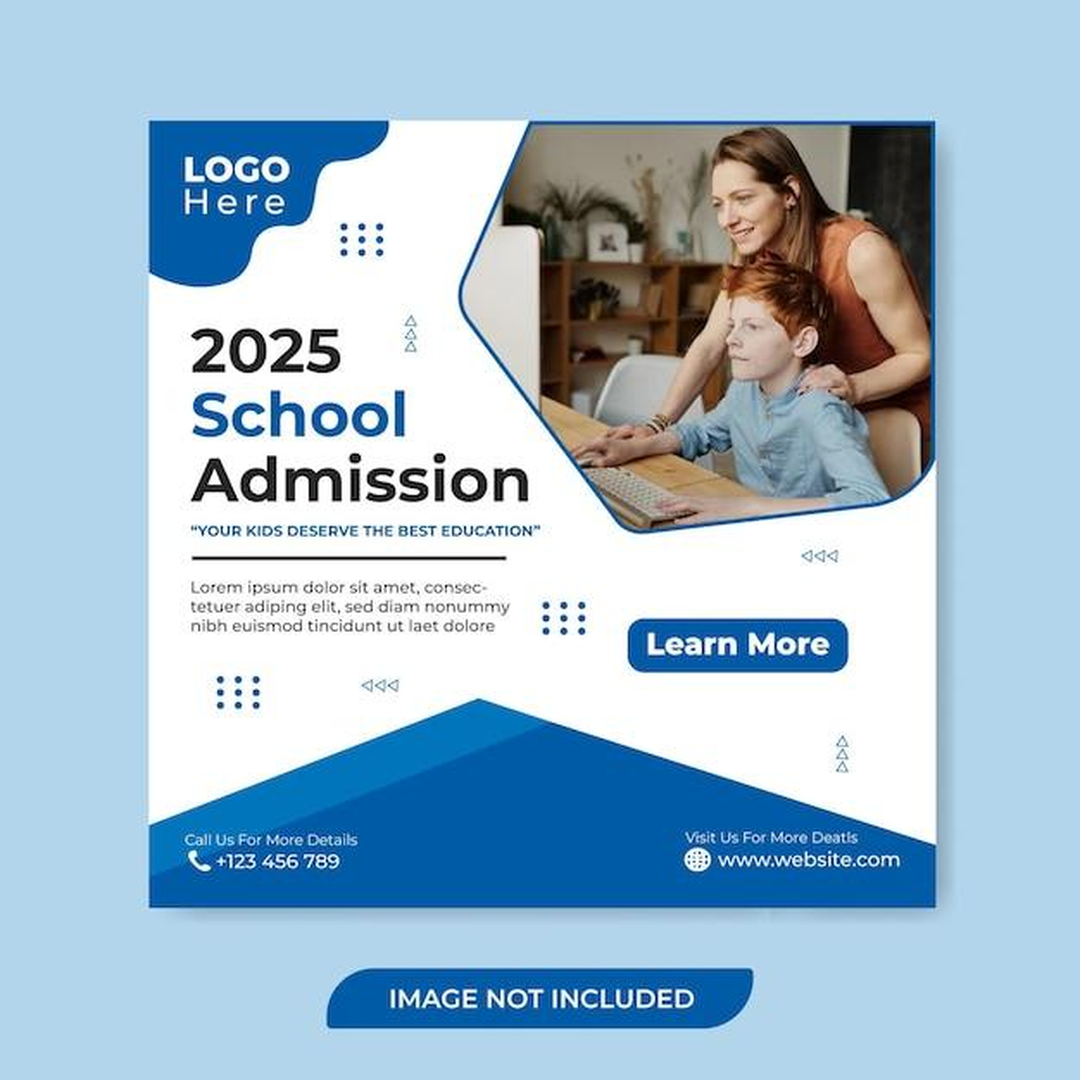 LOGO
Here
2025
School
Admission
“YOUR KIDS DESERVE THE BEST EDUCATION”
Lorem ipsum dolor sit amet, consec-
tetuer adiping elit, sed diam nonummy
nibh euismod tincidunt ut laet dolore
Learn More
Call Us For More Details
+123 456 789
Visit Us For More Deatls
www.website.com
IMAGE NOT INCLUDED